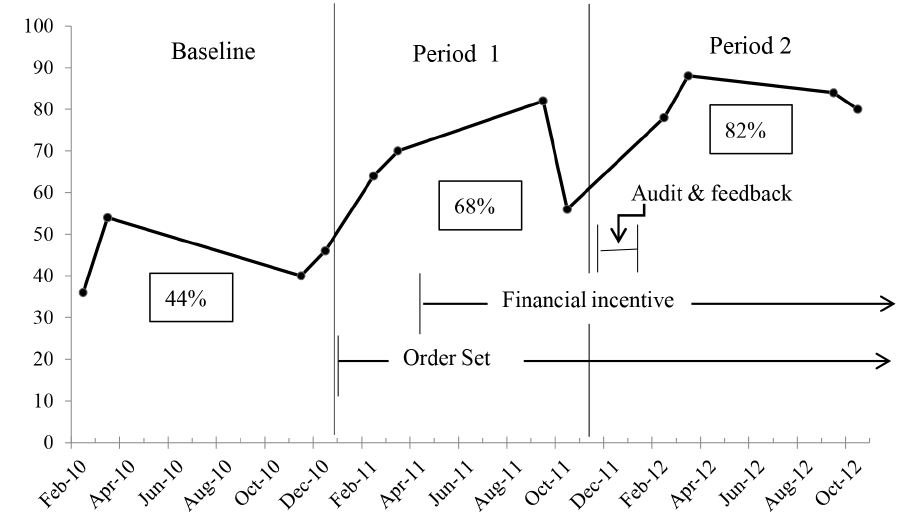 100
90
80
70
60
50
40
30
20
10
0
Baseline
Period 1
Period 2
44%
68%
82%
Audit & feedback
Financial incentive
Order Set
Feb-10
Apr-10
Jun-10
Aug-10
Oct-10
Dec-10
Feb-11
Apr-11
Jun-11
Aug-11
Oct-11
Dec-11
Feb-12
Apr-12
Jun-12
Aug-12
Oct-12